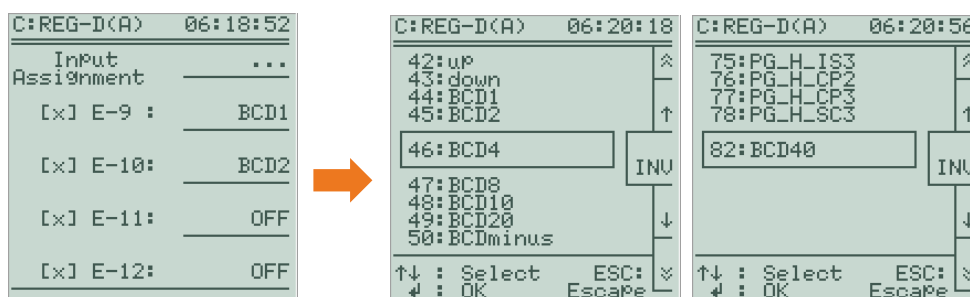 C:REG-D(A) 06:18:52
Input ...
Assignment
[x] E-9 : BCD1
[x] E-10: BCD2
[x] E-11: OFF
[x] E-12: OFF
C:REG-D(A) 06:20:18
42:up
43:down
44:BCD1
45:BCD2
↑
46:BCD4
INV
47:BCD8
48:BCD10
49:BCD20 ↓
50:BCDminus
↑↓ : Select ESC:
↲ : OK Escape
C:REG-D(A) 06:20:56
75:PG_H_IS3
76:PG_H_CP2
77:PG_H_CP3
78:PG_H_SC3
↑
82:BCD40
INV
↓
↑↓ : Select ESC:
↲ : OK Escape